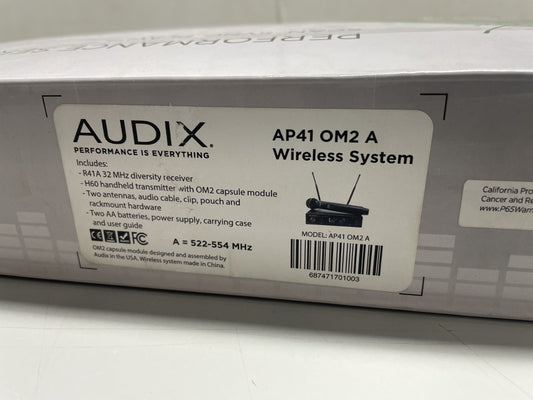 PERFORMANCE SE
AUDIX.
PERFORMANCE IS EVERYTHING
Includes:
- R41A 32 MHz diversity receiver
- H60 handheld transmitter with OM2 capsule module
- Two antennas, audio cable, clip, pouch and
rackmount hardware
- Two AA batteries, power supply, carrying case
and user guide
A = 522-554 MHz
OM2 capsule module designed and assembled by
Audix in the USA. Wireless system made in China.
AP41 OM2 A
Wireless System
MODEL: AP41 OM2 A
687471701003
California Pro
Cancer and Re
www.P65Warn